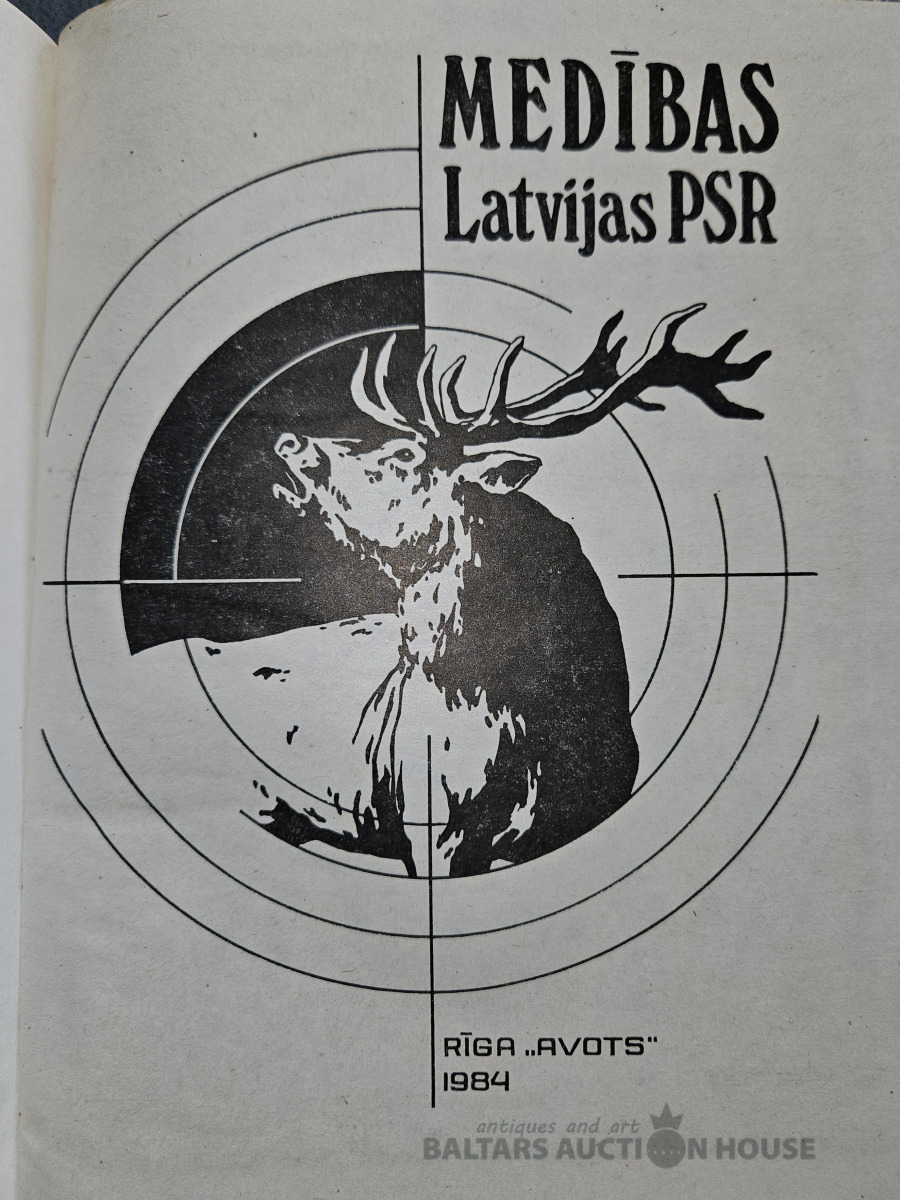 MEDĪBAS
Latvijas PSR
RĪGA „AVOTS“
1984
antiques and art
BALTARS AUCTION HOUSE